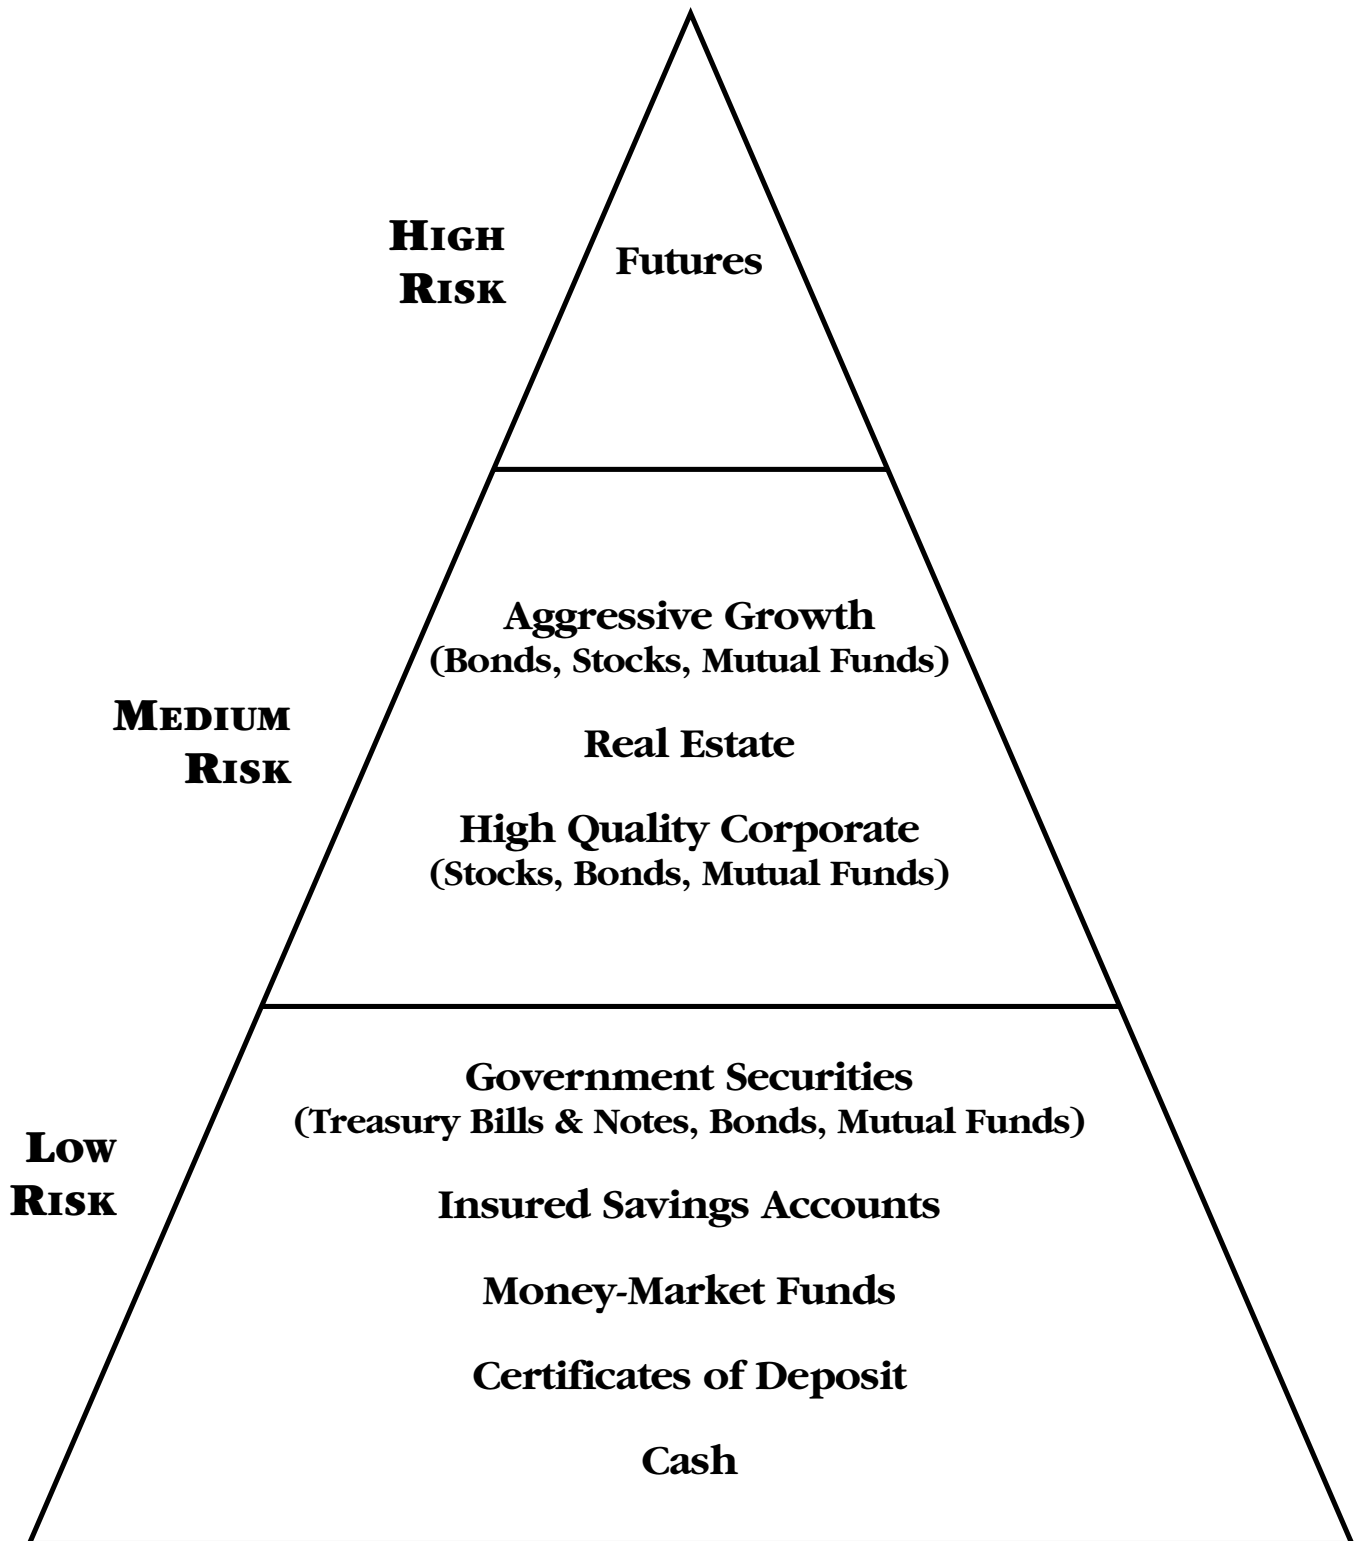 High
Risk
Futures
Aggressive Growth
(Bonds, Stocks, Mutual Funds)
Medium
Risk
Real Estate
High Quality Corporate
(Stocks, Bonds, Mutual Funds)
Government Securities
(Treasury Bills & Notes, Bonds, Mutual Funds)
Low
Risk
Insured Savings Accounts
Money-Market Funds
Certificates of Deposit
Cash